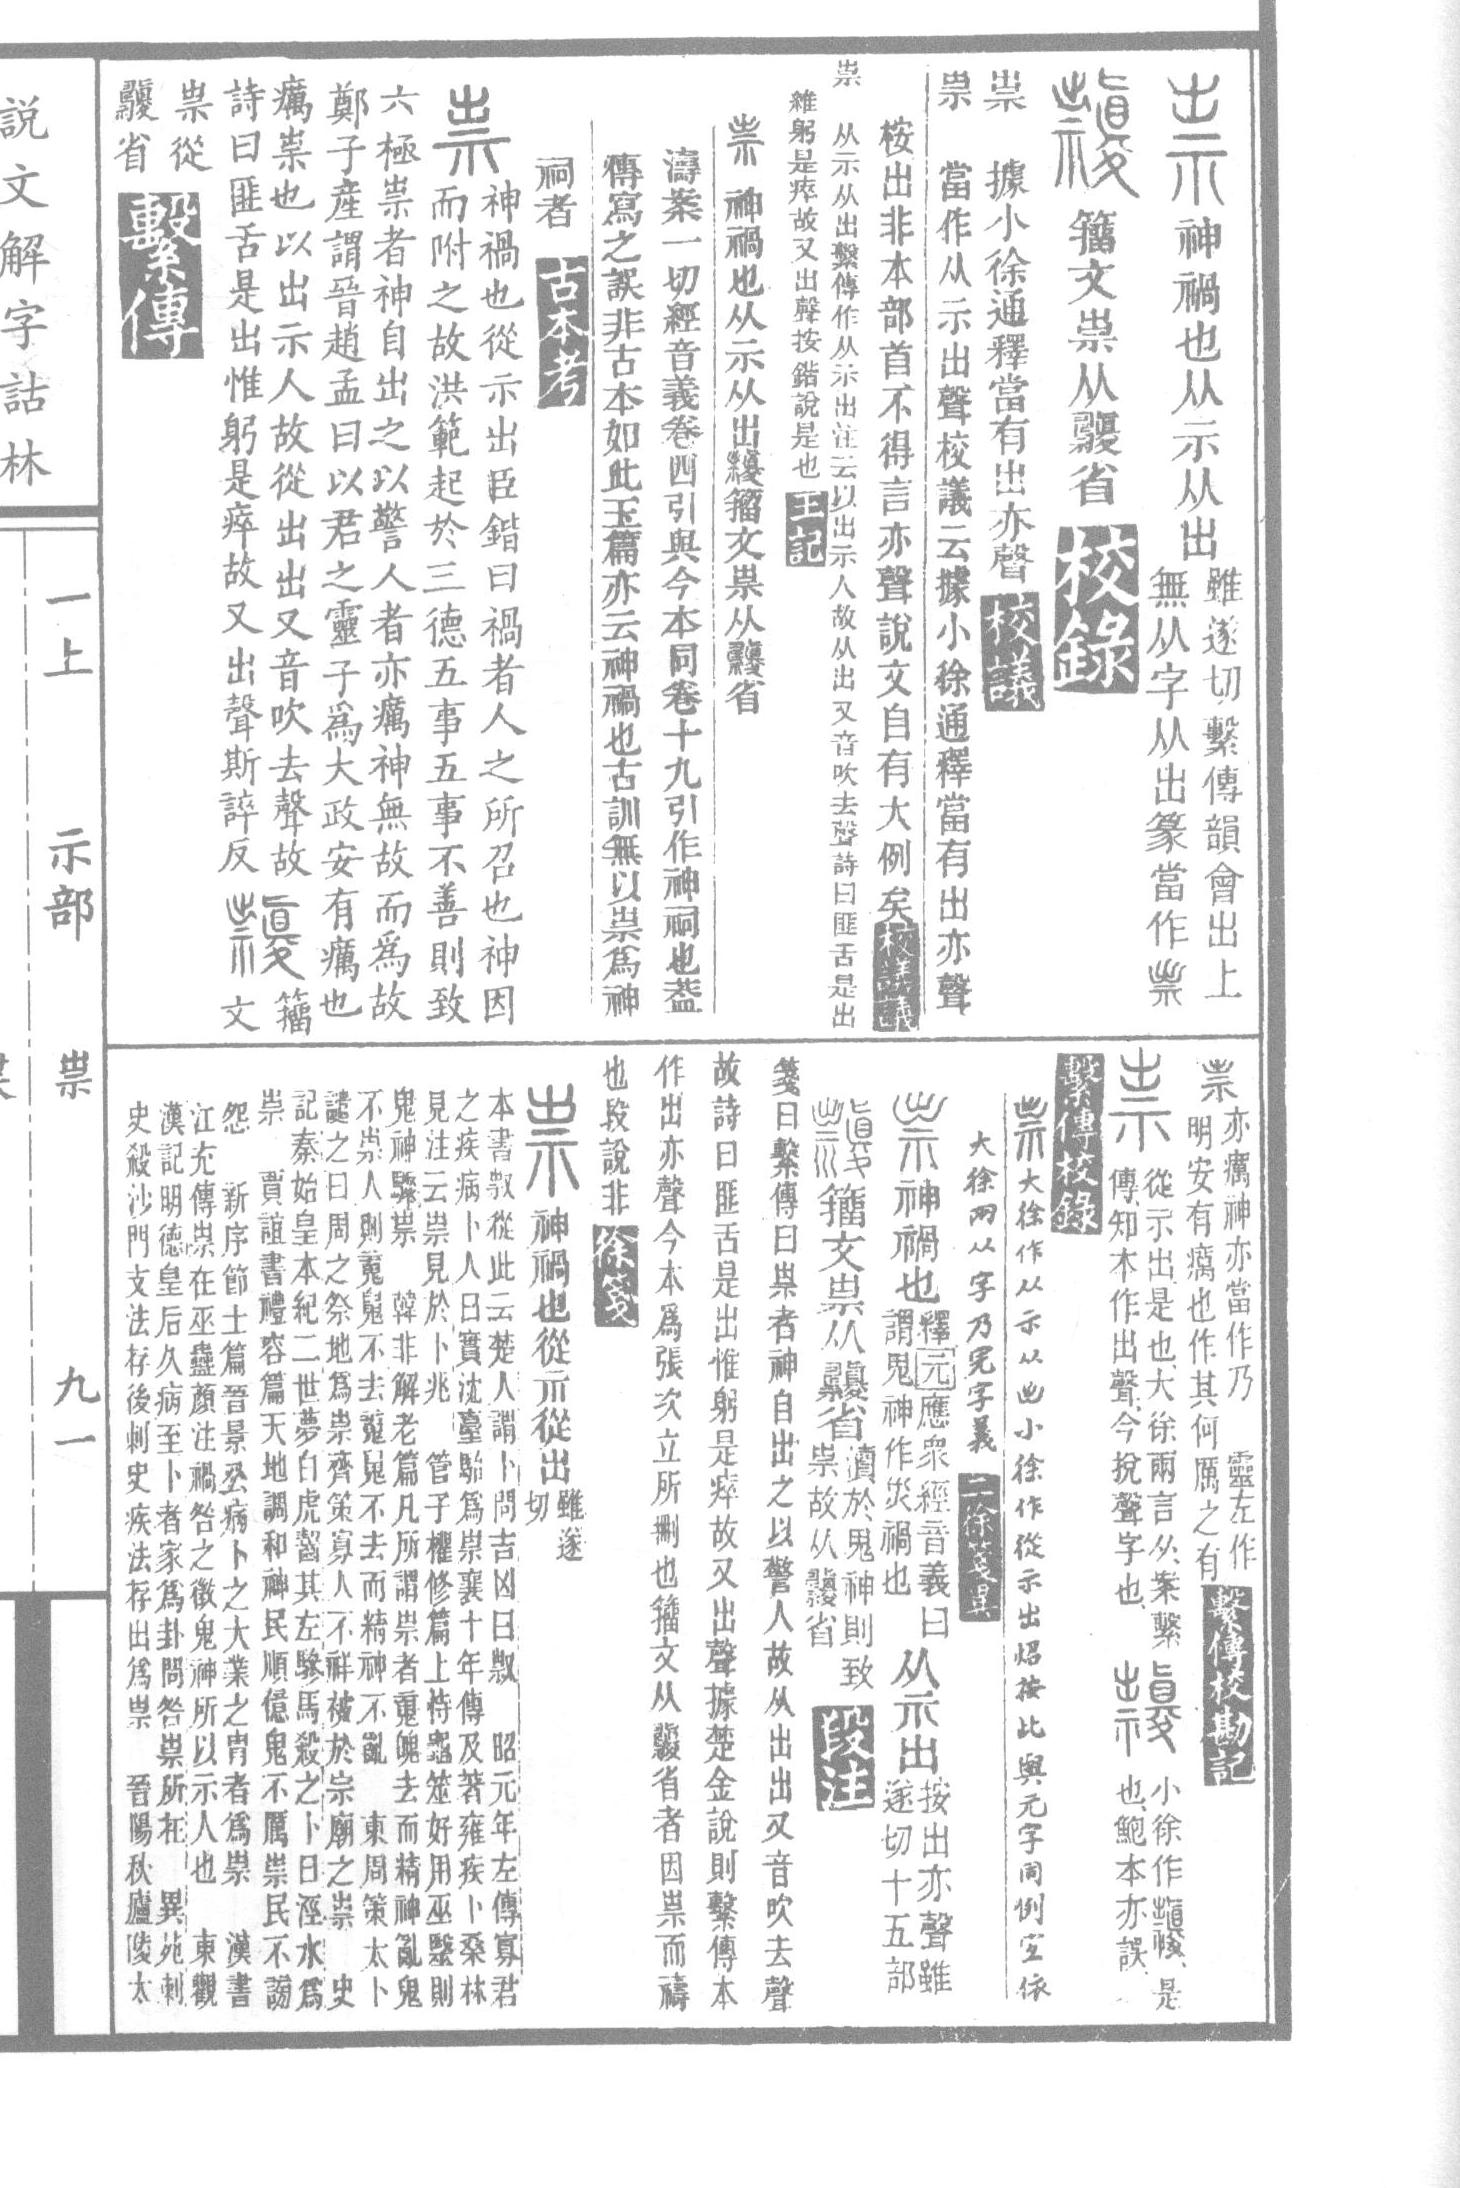 祟神禍也从示从出雖遂切繫傳韻會出上
無从字从出篆當作祟
籒文祟从䰜省 校錄
祟 據小徐通釋當有出亦聲 校議
祟 當作从示出聲校議云據小徐通釋當有出亦聲
桉出非本部首不得言亦聲說文自有大例矣 校議議
祟 从示从出繫傳作从示出注云以出示人故从出又音吹去聲詩曰匪舌是出
維躬是瘁故又出聲按鍇說是也 王記
祟 神禍也从示从出 籒文祟从䰜省
濤案一切經音義卷四引與今本同卷十九引作神祠也葢
傳寫之誤非古本如此玉篇亦云神禍也古訓無以祟爲神
祠者 古本考
祟 神禍也從示出臣鍇曰禍者人之所召也神因
而附之故洪範起於三德五事五事不善則致
六極祟者神自出之以警人者亦癘神無故而爲故
鄭子產謂晉趙孟曰以君之靈子爲大政安有癘也
癘祟也以出示人故從出出又音吹去聲故
詩曰匪舌是出惟躬是瘁故又出聲斯誶反 籒文
祟從
䰜省 繫傳
祟 亦癘神亦當作乃 靈左作
明安有癘也作其何厲之有 繫傳校勘記
祟 從示出是也大徐兩言从案繫
傳知本作出聲今挩聲字也 小徐作 是
也鮑本亦誤
繫傳校錄
祟大徐作从示从出小徐作從示出炤按比與元字同例宜依
大徐兩从字乃完字義 二徐箋異
祟神禍也釋元應眾經音義曰
謂鬼神作災禍也从示出按出亦聲雖
遂切十五部
籒文祟从䰜省瀆於鬼神則致
祟故从䰜省 段注
箋曰繫傳曰祟者神自出之以警人故从出出又音吹去聲
故詩曰匪舌是出惟躬是瘁故又出聲據楚金說則繫傳本
作出亦聲今本爲張次立所刪也籒文从䰜省者因祟而禱
也段說非 徐箋
祟神禍也從示從出雖遂
切
本書㱁從此云楚人謂卜問吉凶曰㱁 昭元年左傳寡君
之疾病卜人曰實沈臺駘爲祟襄十年傳及著雍疾卜桑林
見注云祟見於卜兆 管子權修篇上恃龜筮好用巫毉則
鬼神驟祟 韓非解老篇凡所謂祟者䰟魄去而精神亂鬼
不祟人則䰟魄不去䰟魄不去而精神不亂 東周策太卜
譴之曰周之祭地爲祟齊策寡人不祥被於宗廟之祟 史
記秦始皇本紀二世夢白虎齧其左驂馬殺之卜曰涇水爲
祟 賈誼書禮容篇天地調和神民順億鬼不厲祟民不謗
怨 新序節士篇晉景公病卜之大業之冑者爲祟 漢書
江充傳祟在巫蠱顏注禍咎之徵鬼神所以示人也 東觀
漢記明德皇后久病至卜者家爲卦問咎祟所在 異苑刺
史殺沙門支法存後刺史疾法存出爲祟 晉陽秋廬陵太
說文解字詁林
一上 示部 祟 九一